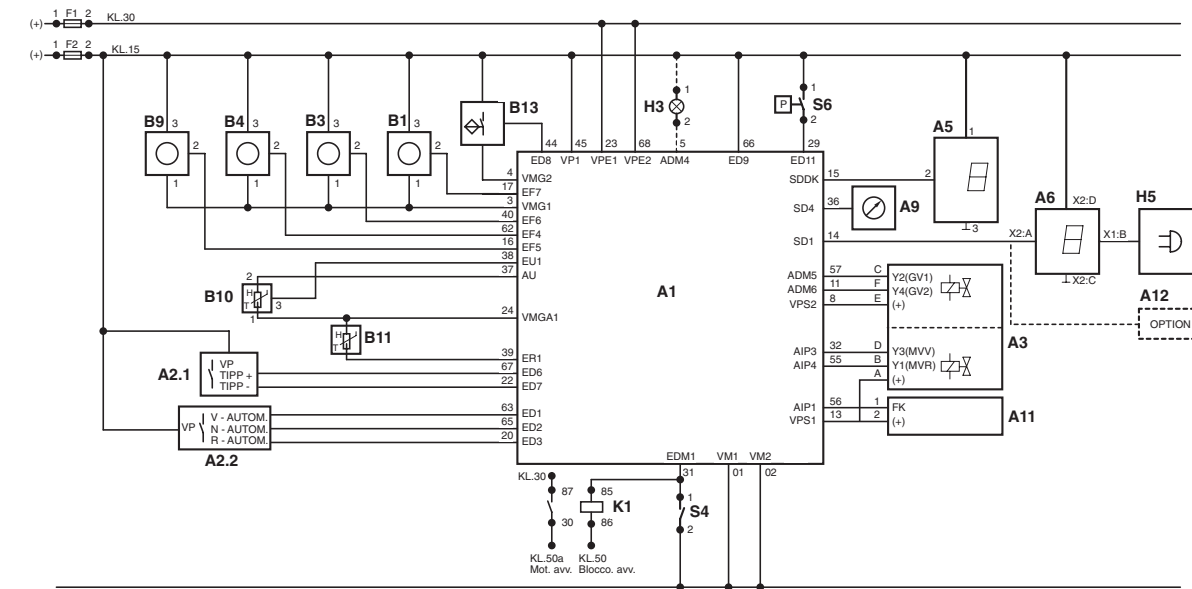 1 F1 2 KL.30
(+)
1 F2 2 KL.15
(+)
B9 3
B4 3
B3 3
B1 3
B13
H3 1
2
P S6 1
2
A5 1
2 2 2 2
1 1 1 1
44 45 23 68 5 66 29
ED8 VP1 VPE1 VPE2 ADM4 ED9 ED11
4 VMG2
17 EF7
3 VMG1
40 EF6
62 EF4
16 EF5
38 EU1
37 AU
24 VMGA1
39 ER1
67 ED6
22 ED7
63 ED1
65 ED2
20 ED3
A1
SDDK 15 2
SD4 36 A9
3
SD1 14 X2:A
A6 X2:D X1:B H5
X2:C
A12
OPTION
ADM5 57 C Y2(GV1)
ADM6 11 F Y4(GV2)
VPS2 8 E (+)
A3
AIP3 32 D Y3(MVV)
AIP4 55 B Y1(MVR)
A (+)
AIP1 56 1 FK
VPS1 13 2 (+)
A11
2
B10 H T 3
1
H T B11
A2.1 VP
TIPP +
TIPP -
VP V - AUTOM.
N - AUTOM.
R - AUTOM.
A2.2
EDM1 VM1 VM2
31 01 02
KL.30
87 85 K1
30 86
1 S4
2
KL.50a KL.50
Mot. avv. Blocco. avv.